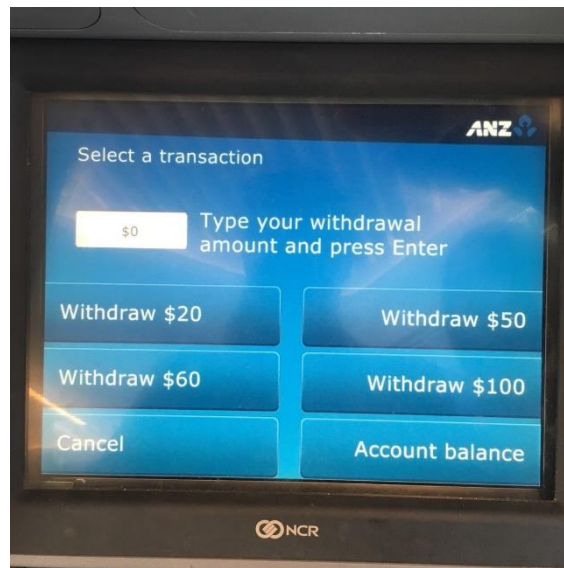 ANZ
Select a transaction
$0
Type your withdrawal
amount and press Enter
Withdraw $20
Withdraw $50
Withdraw $60
Withdraw $100
Cancel
Account balance
NCR